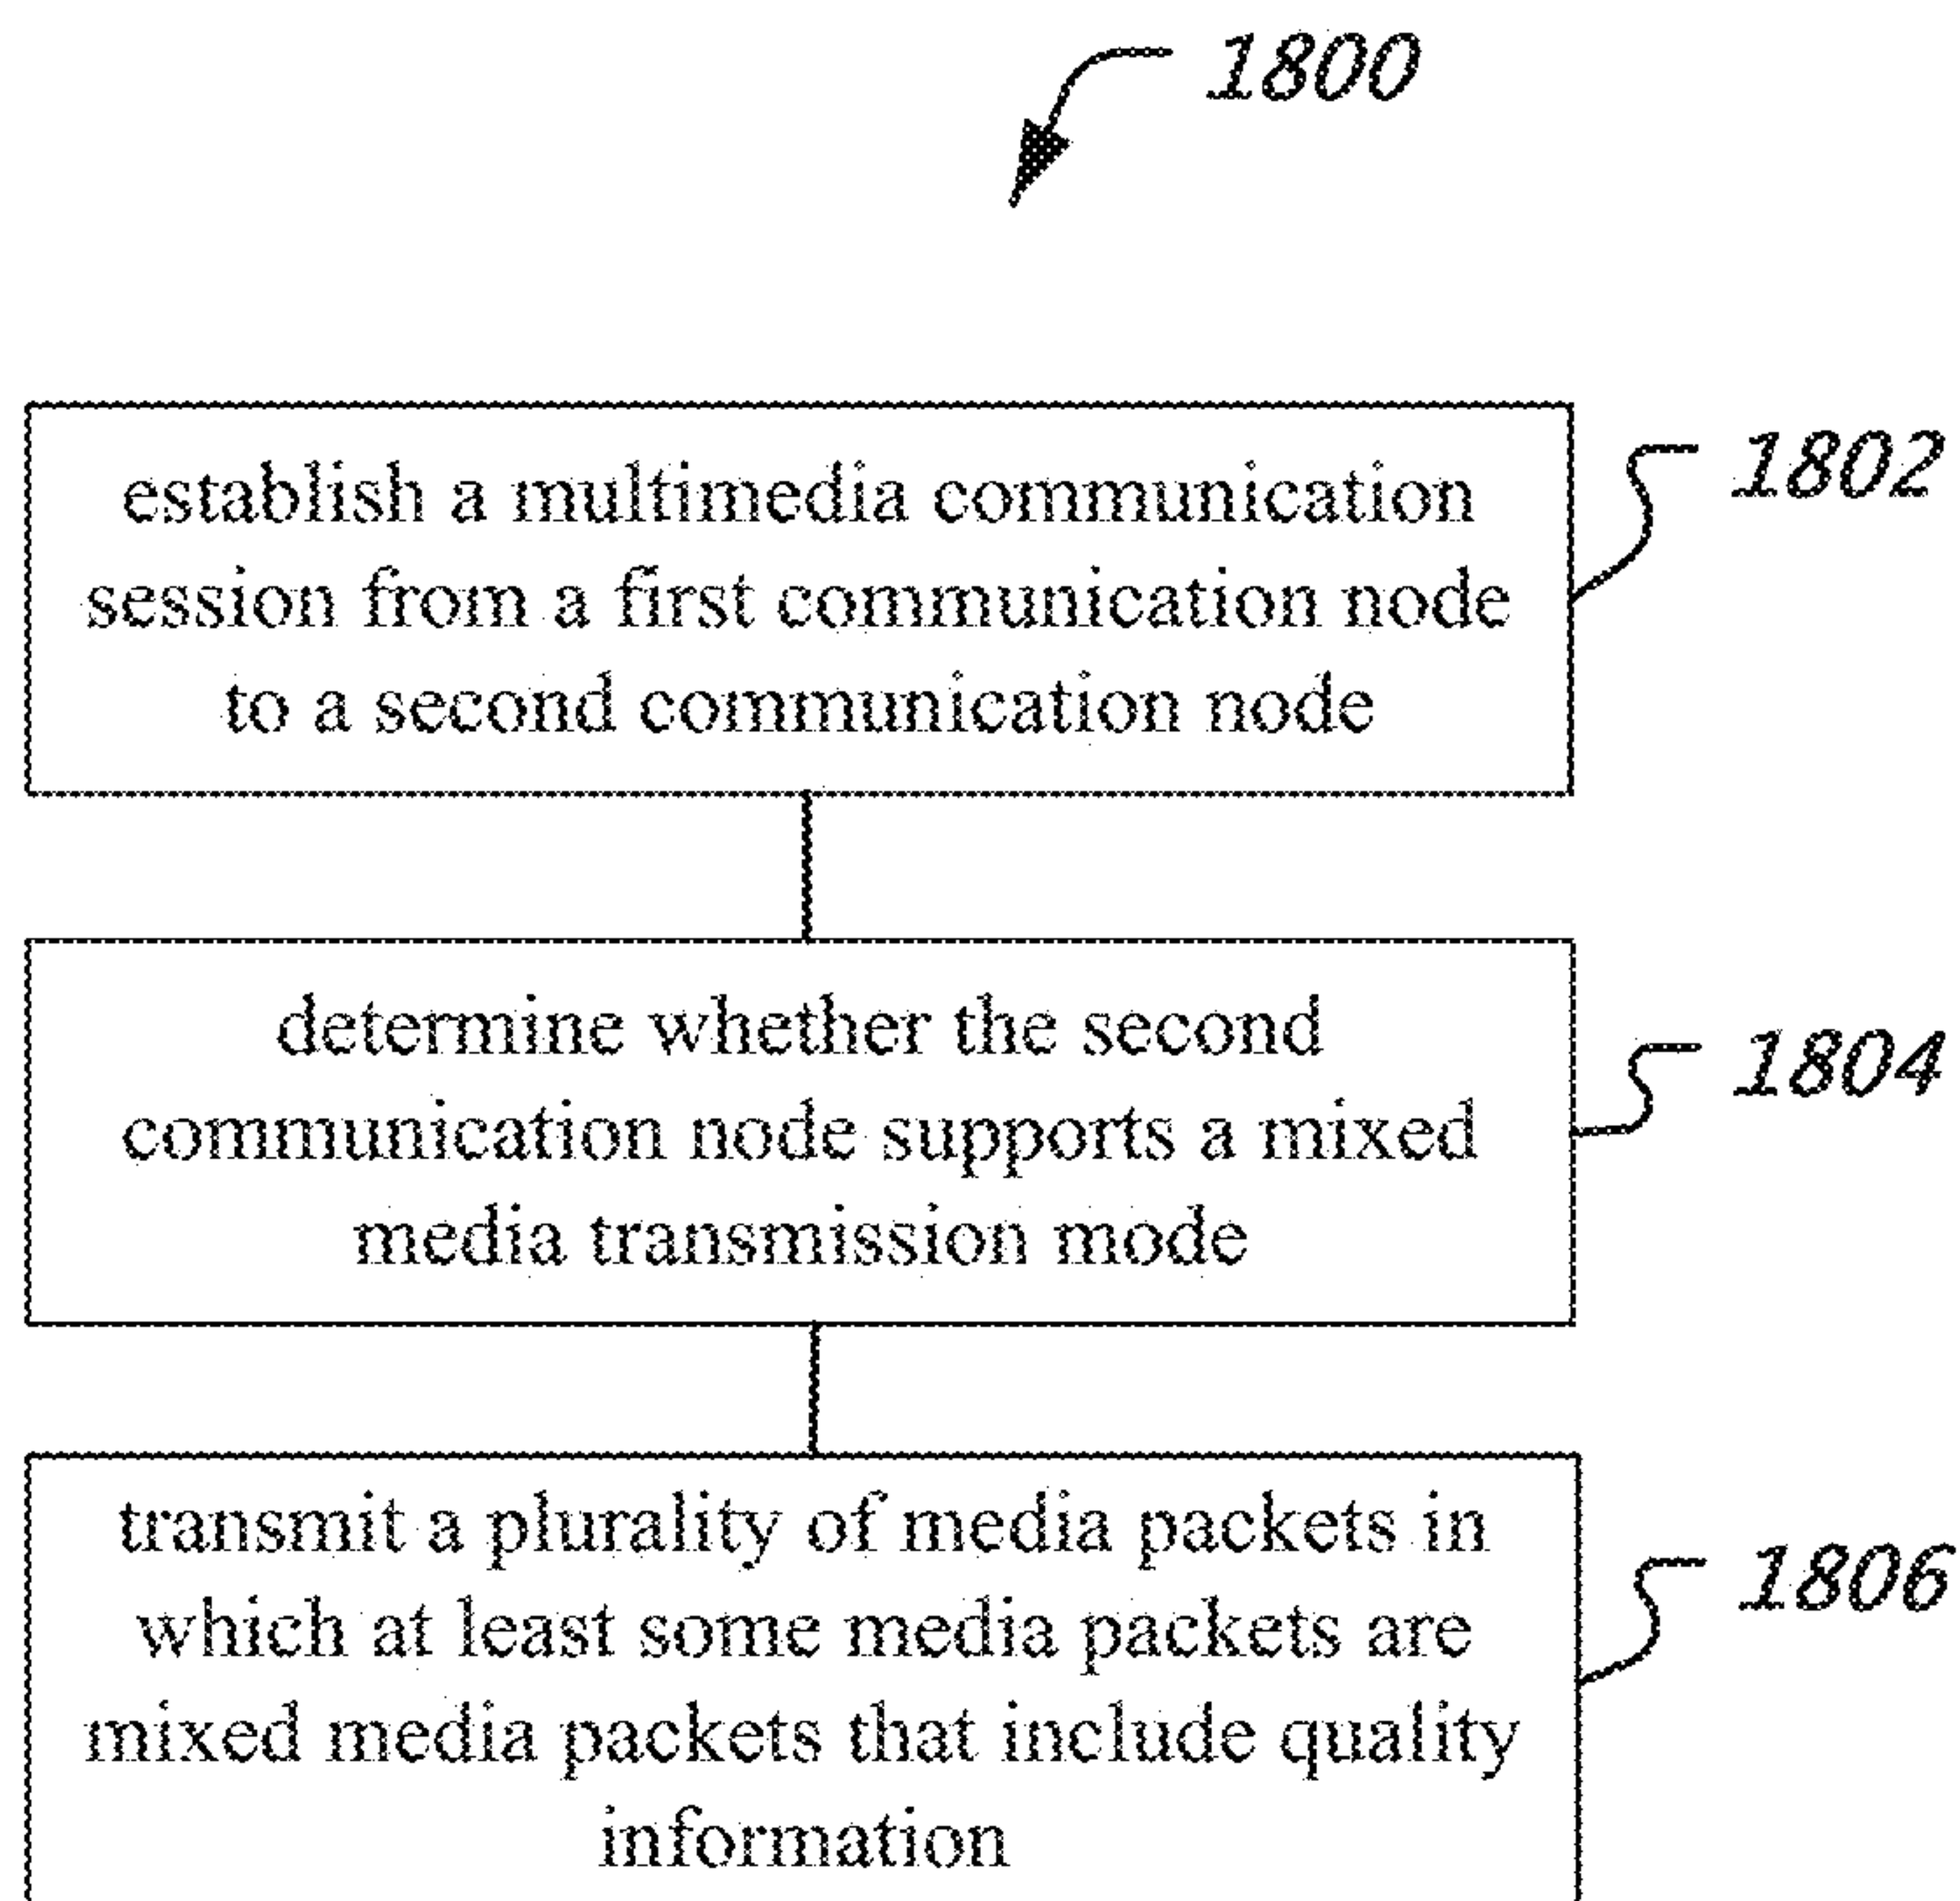 1800
establish a multimedia communication
1802
session from a first communication node
to a second communication node
determine whether the second
1804
communication node supports a mixed
media transmission mode
transmit a plurality of media packets in
1806
which at least some media packets are
mixed media packets that include quality
information